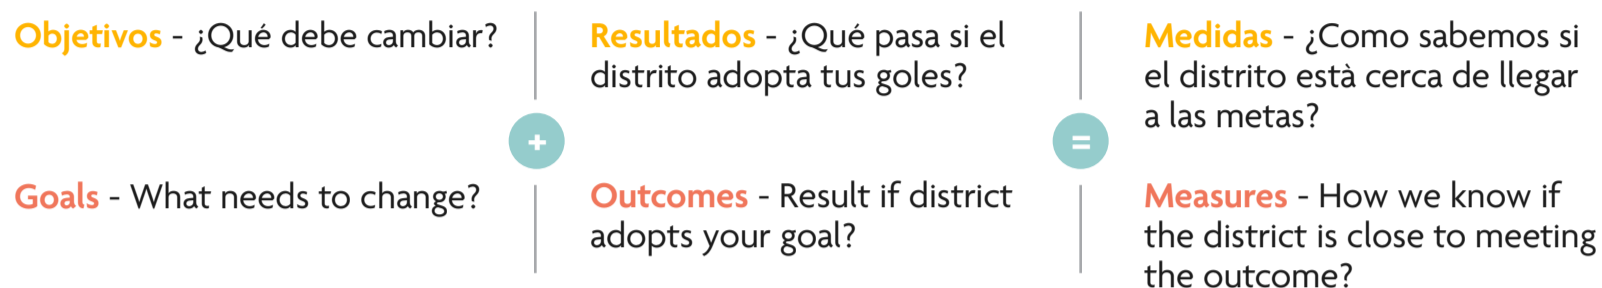 Objetivos - ¿Qué debe cambiar?
Goals - What needs to change?
+
Resultados - ¿Qué pasa si el
distrito adopta tus goles?
Outcomes - Result if district
adopts your goal?
=
Medidas - ¿Como sabemos si
el distrito està cerca de llegar
a las metas?
Measures - How we know if
the district is close to meeting
the outcome?